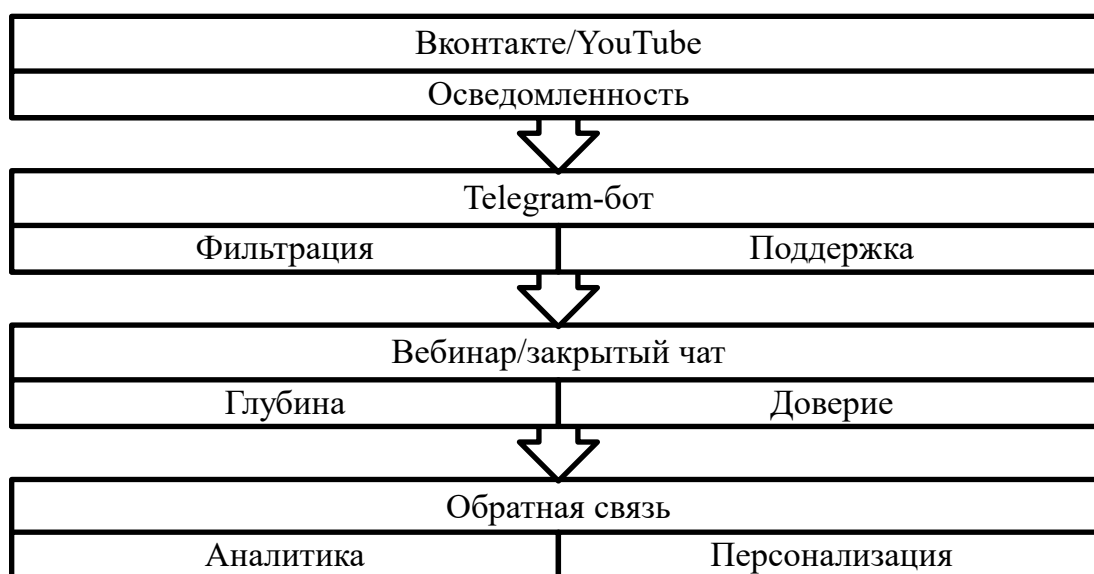 Вконтакте/YouTube
Осведомленность
Telegram-бот
Фильтрация Поддержка
Вебинар/закрытый чат
Глубина Доверие
Обратная связь
Аналитика Персонализация